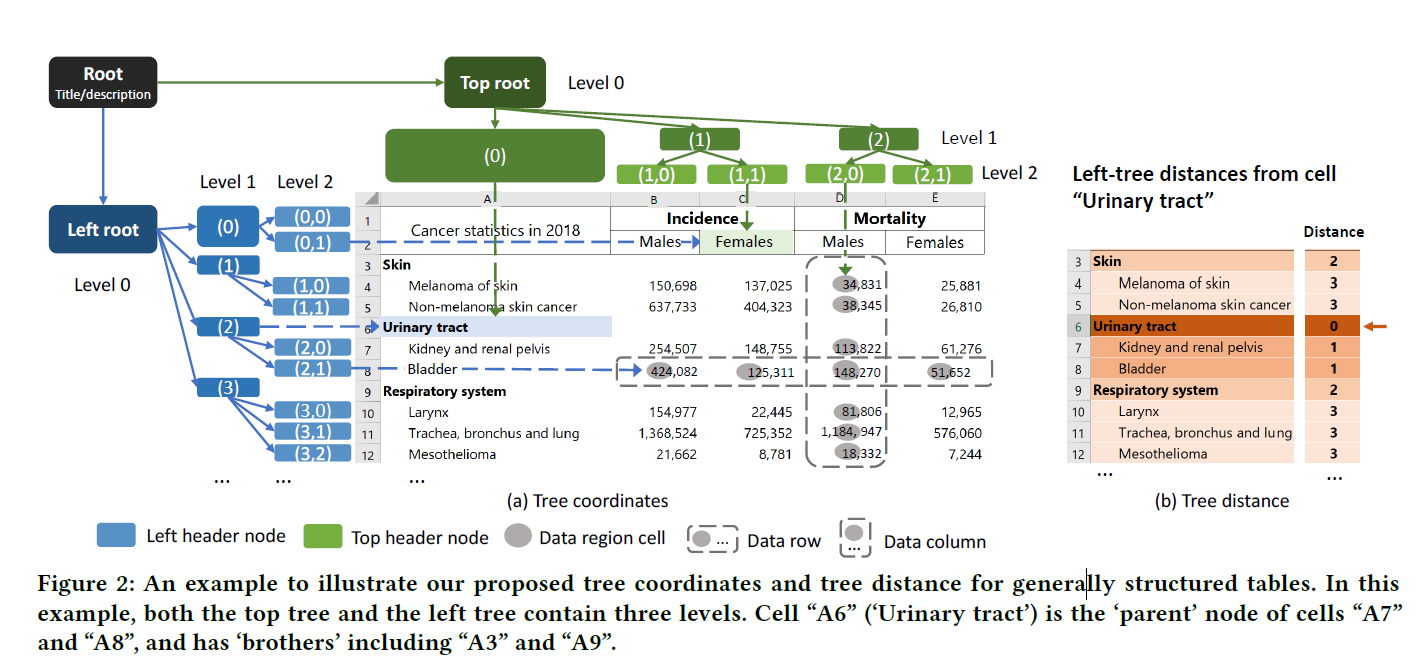 Root
Title/description
Top root
Level 0
(0)
(1)
(2)
Level 1
(1,0)
(1,1)
(2,0)
(2,1)
Level 2
Level 1
Level 2
Left root
Level 0
(0)
(0,0)
(0,1)
(1)
(1,0)
(1,1)
(2)
(2,0)
(2,1)
(3)
(3,0)
(3,1)
(3,2)
... ...
A B C D E
1 Cancer statistics in 2018 Incidence Mortality
2 Males Females Males Females
3 Skin
4 Melanoma of skin 150,698 137,025 34,831 25,881
5 Non-melanoma skin cancer 637,733 404,323 38,345 26,810
6 Urinary tract
7 Kidney and renal pelvis 254,507 148,755 113,822 61,276
8 Bladder 424,082 125,311 148,270 51,652
9 Respiratory system
10 Larynx 154,977 22,445 81,806 12,965
11 Trachea, bronchus and lung 1,368,524 725,352 1,184,947 576,060
12 Mesothelioma 21,662 8,781 18,332 7,244
...
(a) Tree coordinates
Left-tree distances from cell
“Urinary tract”
Distance
3 Skin 2
4 Melanoma of skin 3
5 Non-melanoma skin cancer 3
6 Urinary tract 0
7 Kidney and renal pelvis 1
8 Bladder 1
9 Respiratory system 2
10 Larynx 3
11 Trachea, bronchus and lung 3
12 Mesothelioma 3
... ...
(b) Tree distance
Left header node
Top header node
Data region cell
... Data row
... Data column
Figure 2: An example to illustrate our proposed tree coordinates and tree distance for generally structured tables. In this
example, both the top tree and the left tree contain three levels. Cell “A6” (‘Urinary tract’) is the ‘parent’ node of cells “A7”
and “A8”, and has ‘brothers’ including “A3” and “A9”.